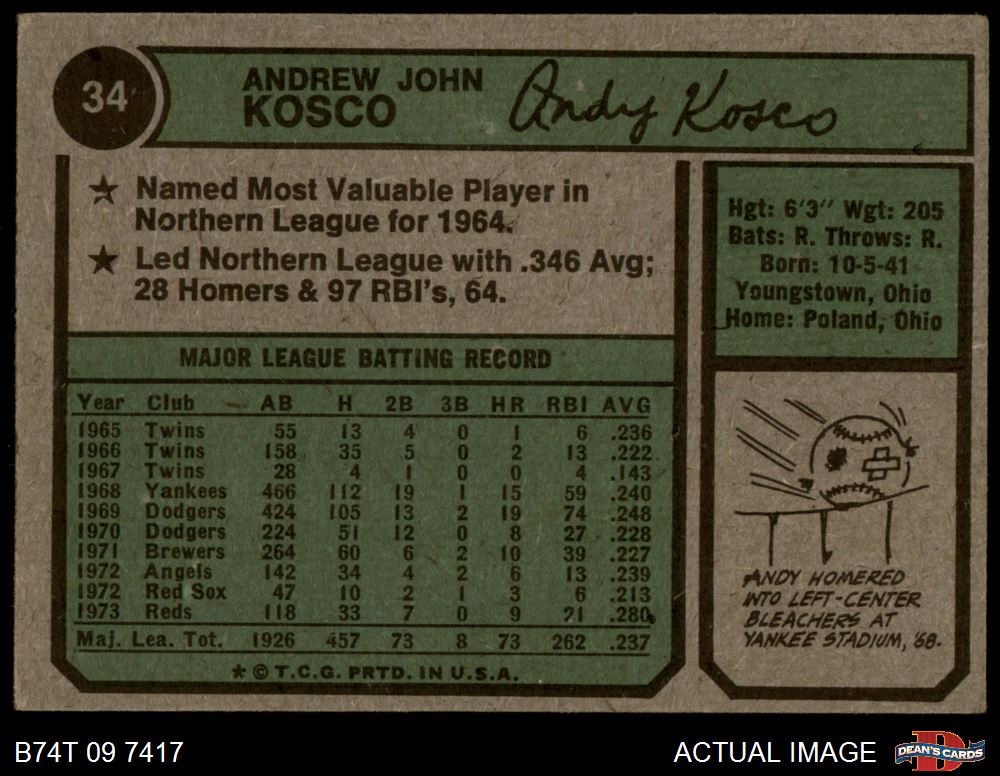 34
ANDREW JOHN
KOSCO
Andy Kosco
★ Named Most Valuable Player in
Northern League for 1964.
★ Led Northern League with .346 Avg;
28 Homers & 97 RBI's, 64.
Hgt: 6'3" Wgt: 205
Bats: R. Throws: R.
Born: 10-5-41
Youngstown, Ohio
Home: Poland, Ohio
MAJOR LEAGUE BATTING RECORD
Year Club AB H 2B 3B HR RBI AVG
1965 Twins 55 13 4 0 1 6 .236
1966 Twins 158 35 5 0 2 13 .222
1967 Twins 28 4 1 0 0 4 .143
1968 Yankees 466 112 19 1 15 59 .240
1969 Dodgers 424 105 13 2 19 74 .248
1970 Dodgers 224 51 12 0 8 27 .228
1971 Brewers 264 60 6 2 10 39 .227
1972 Angels 142 34 4 2 6 13 .239
1972 Red Sox 47 10 2 1 3 6 .213
1973 Reds 118 33 7 0 9 21 .280
Maj. Lea. Tot. 1926 457 73 8 73 262 .237
* © T.C.G. PRTD. IN U.S.A.
ANDY HOMERED
INTO LEFT-CENTER
BLEACHERS AT
YANKEE STADIUM, '68.
B74T 09 7417
ACTUAL IMAGE
DEAN'S CARDS